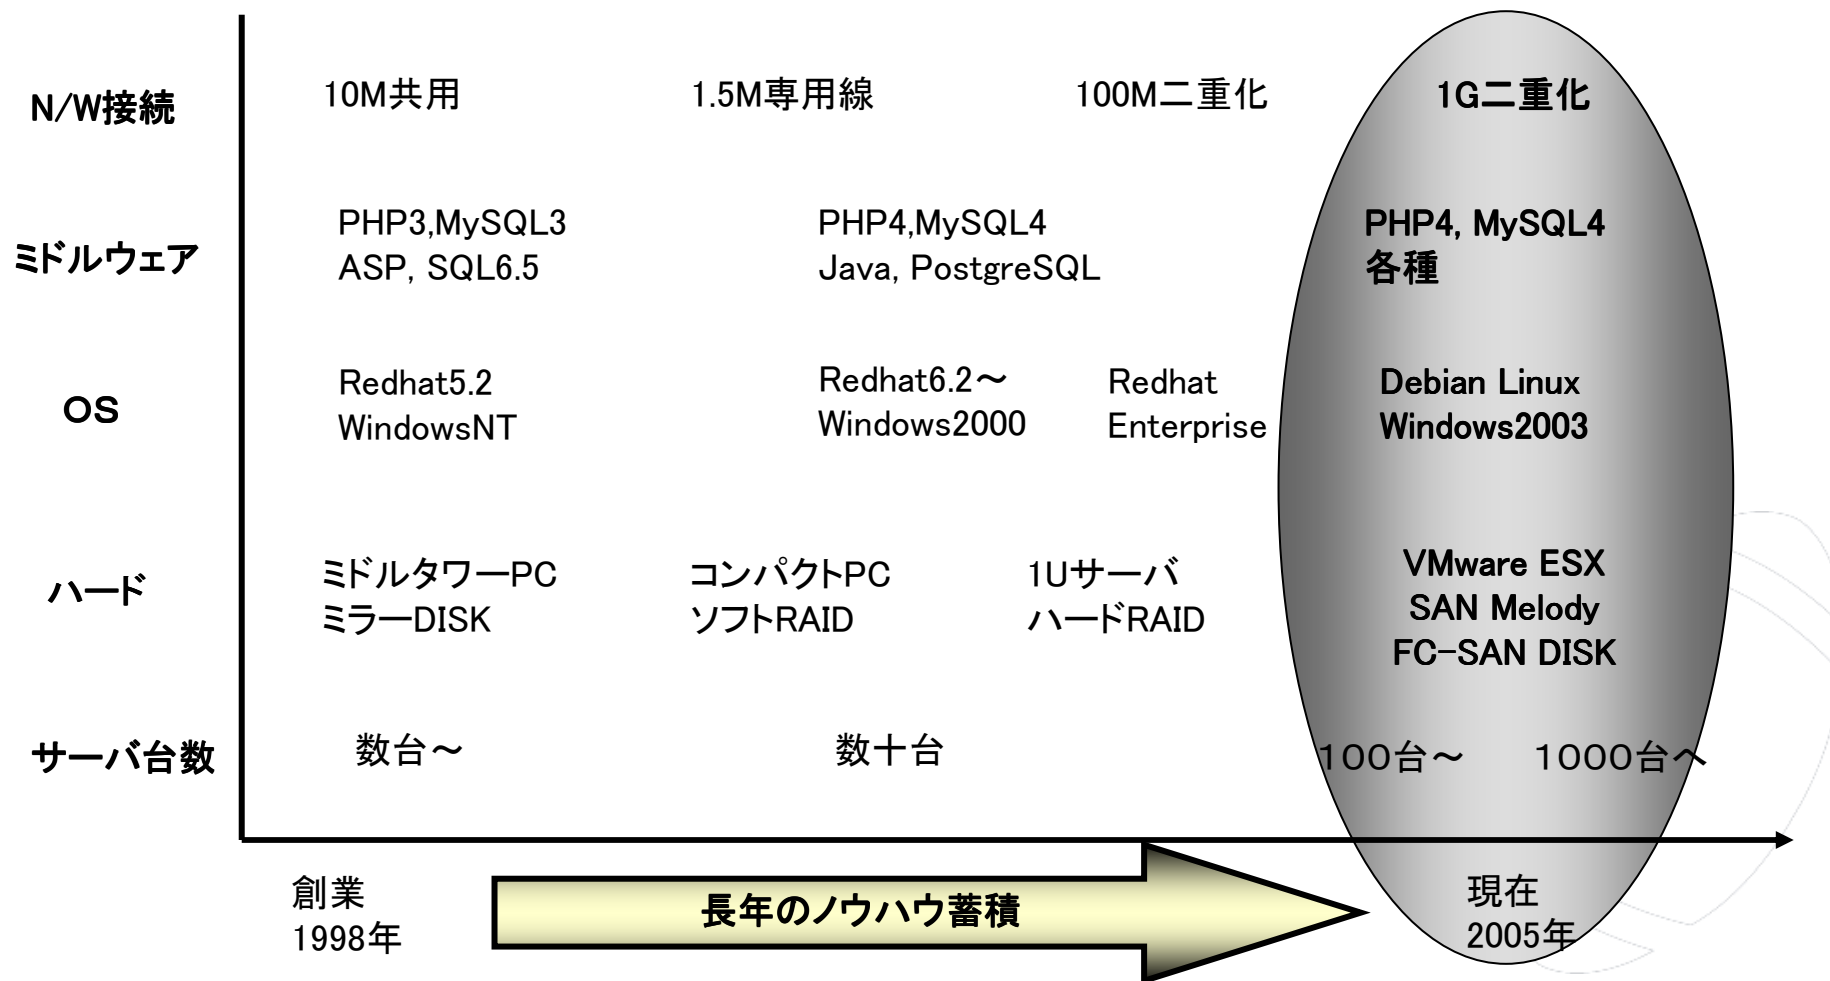 N/W接続
10M共用
1.5M専用線
100M二重化
1G二重化
ミドルウェア
PHP3,MySQL3
ASP, SQL6.5
PHP4,MySQL4
Java, PostgreSQL
PHP4, MySQL4
各種
OS
Redhat5.2
WindowsNT
Redhat6.2～
Windows2000
Redhat
Enterprise
Debian Linux
Windows2003
ハード
ミドルタワーPC
ミラーDISK
コンパクトPC
ソフトRAID
1Uサーバ
ハードRAID
VMware ESX
SAN Melody
FC-SAN DISK
サーバ台数
数台～
数十台
100台～
1000台へ
創業
1998年
長年のノウハウ蓄積
現在
2005年